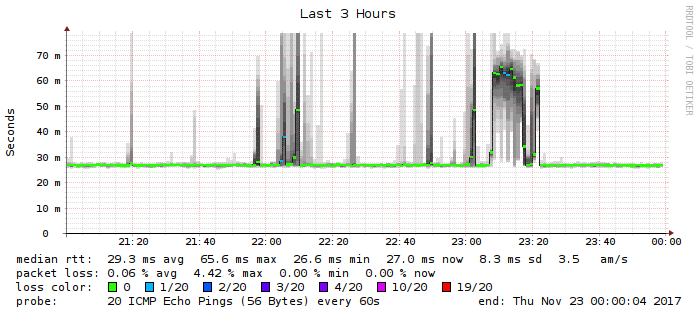 Last 3 Hours
RRDTOOL / TOBI OETIKER
Seconds
70 m
60 m
50 m
40 m
30 m
20 m
10 m
0
21:20 21:40 22:00 22:20 22:40 23:00 23:20 23:40 00:00
median rtt: 29.3 ms avg 65.6 ms max 26.6 ms min 27.0 ms now 8.3 ms sd 3.5 am/s
packet loss: 0.06 % avg 4.42 % max 0.00 % min 0.00 % now
loss color: 0 1/20 2/20 3/20 4/20 10/20 19/20
probe: 20 ICMP Echo Pings (56 Bytes) every 60s end: Thu Nov 23 00:00:04 2017